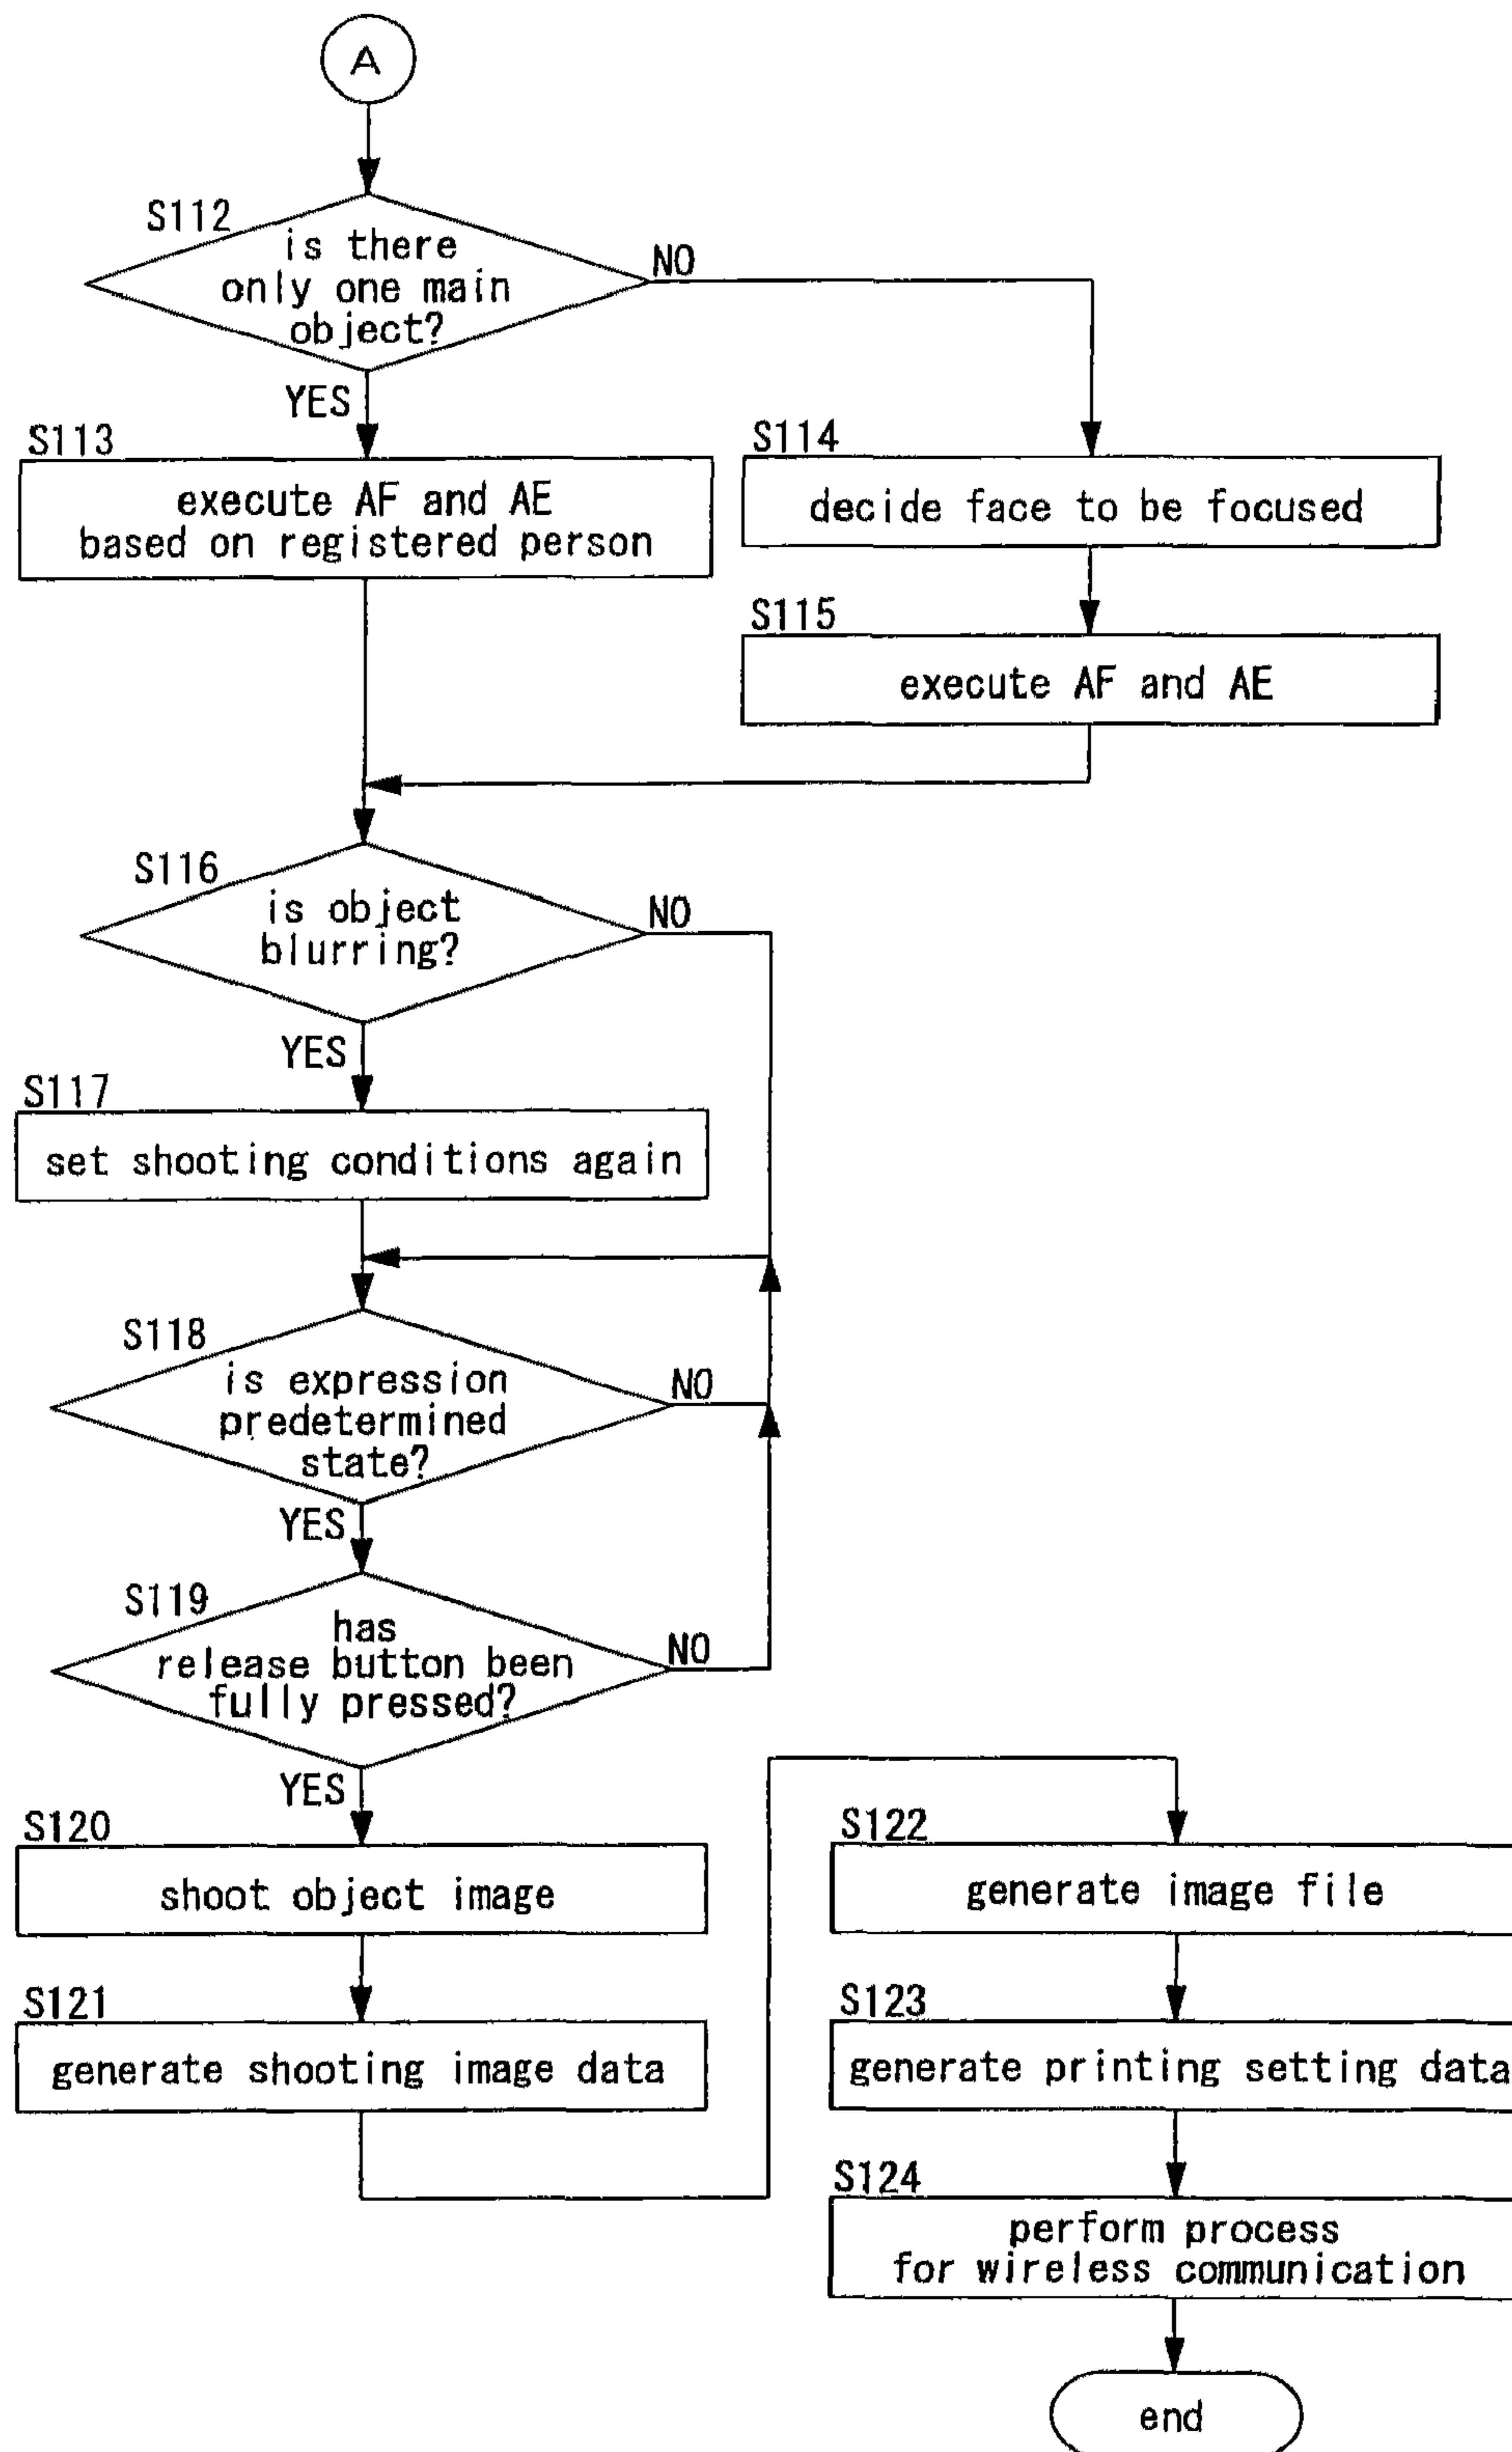 A
S112
is there
only one main
object?
NO
YES
S113
execute AF and AE
based on registered person
S114
decide face to be focused
S115
execute AF and AE
S116
is object
blurring?
NO
YES
S117
set shooting conditions again
S118
is expression
predetermined
state?
NO
YES
S119
has
release button been
fully pressed?
NO
YES
S120
shoot object image
S121
generate shooting image data
S122
generate image file
S123
generate printing setting data
S124
perform process
for wireless communication
end